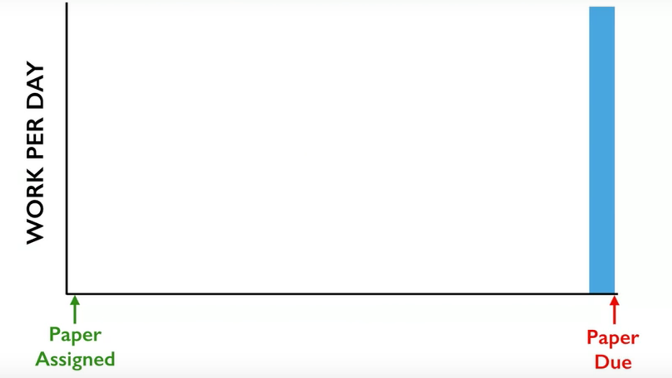 WORK PER DAY
Paper
Assigned
Paper
Due